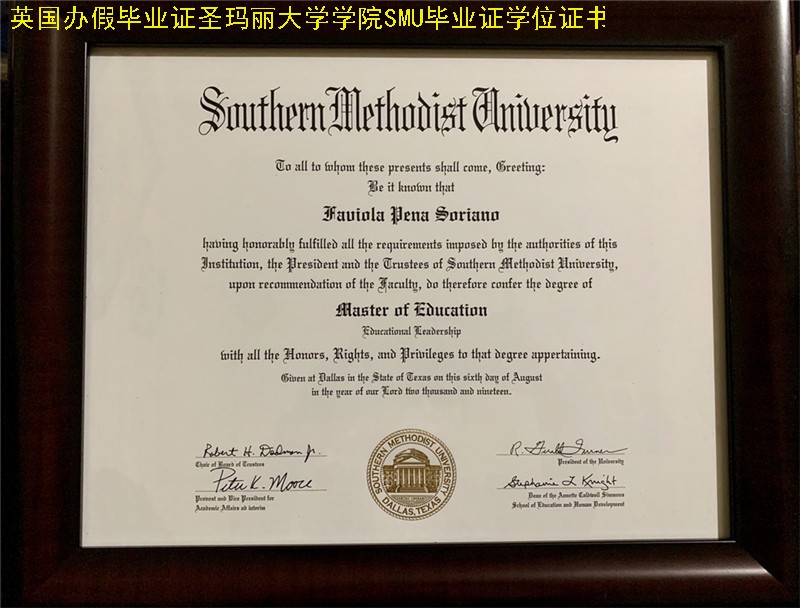 英国办假毕业证圣玛丽大学学院SMU毕业证学位证书
Southern Methodist University
To all to whom these presents shall come, Greeting:
Be it known that
Faviola Pena Soriano
having honorably fulfilled all the requirements imposed by the authorities of this
Institution, the President and the Trustees of Southern Methodist University,
upon recommendation of the Faculty, do therefore confer the degree of
Master of Education
Educational Leadership
with all the Honors, Rights, and Privileges to that degree appertaining.
Given at Dallas in the State of Texas on this sixth day of August
in the year of our Lord two thousand and nineteen.
Robert H. Dedman Jr.
Chair of Board of Trustees
Peter K. Moore
Provost and Vice President for
Academic Affairs ad interim
SOUTHERN METHODIST UNIVERSITY
DALLAS, TEXAS
R. Gerald Turner
President of the University
Stephanie L Knight
Dean of the Annette Caldwell Simmons
School of Education and Human Development